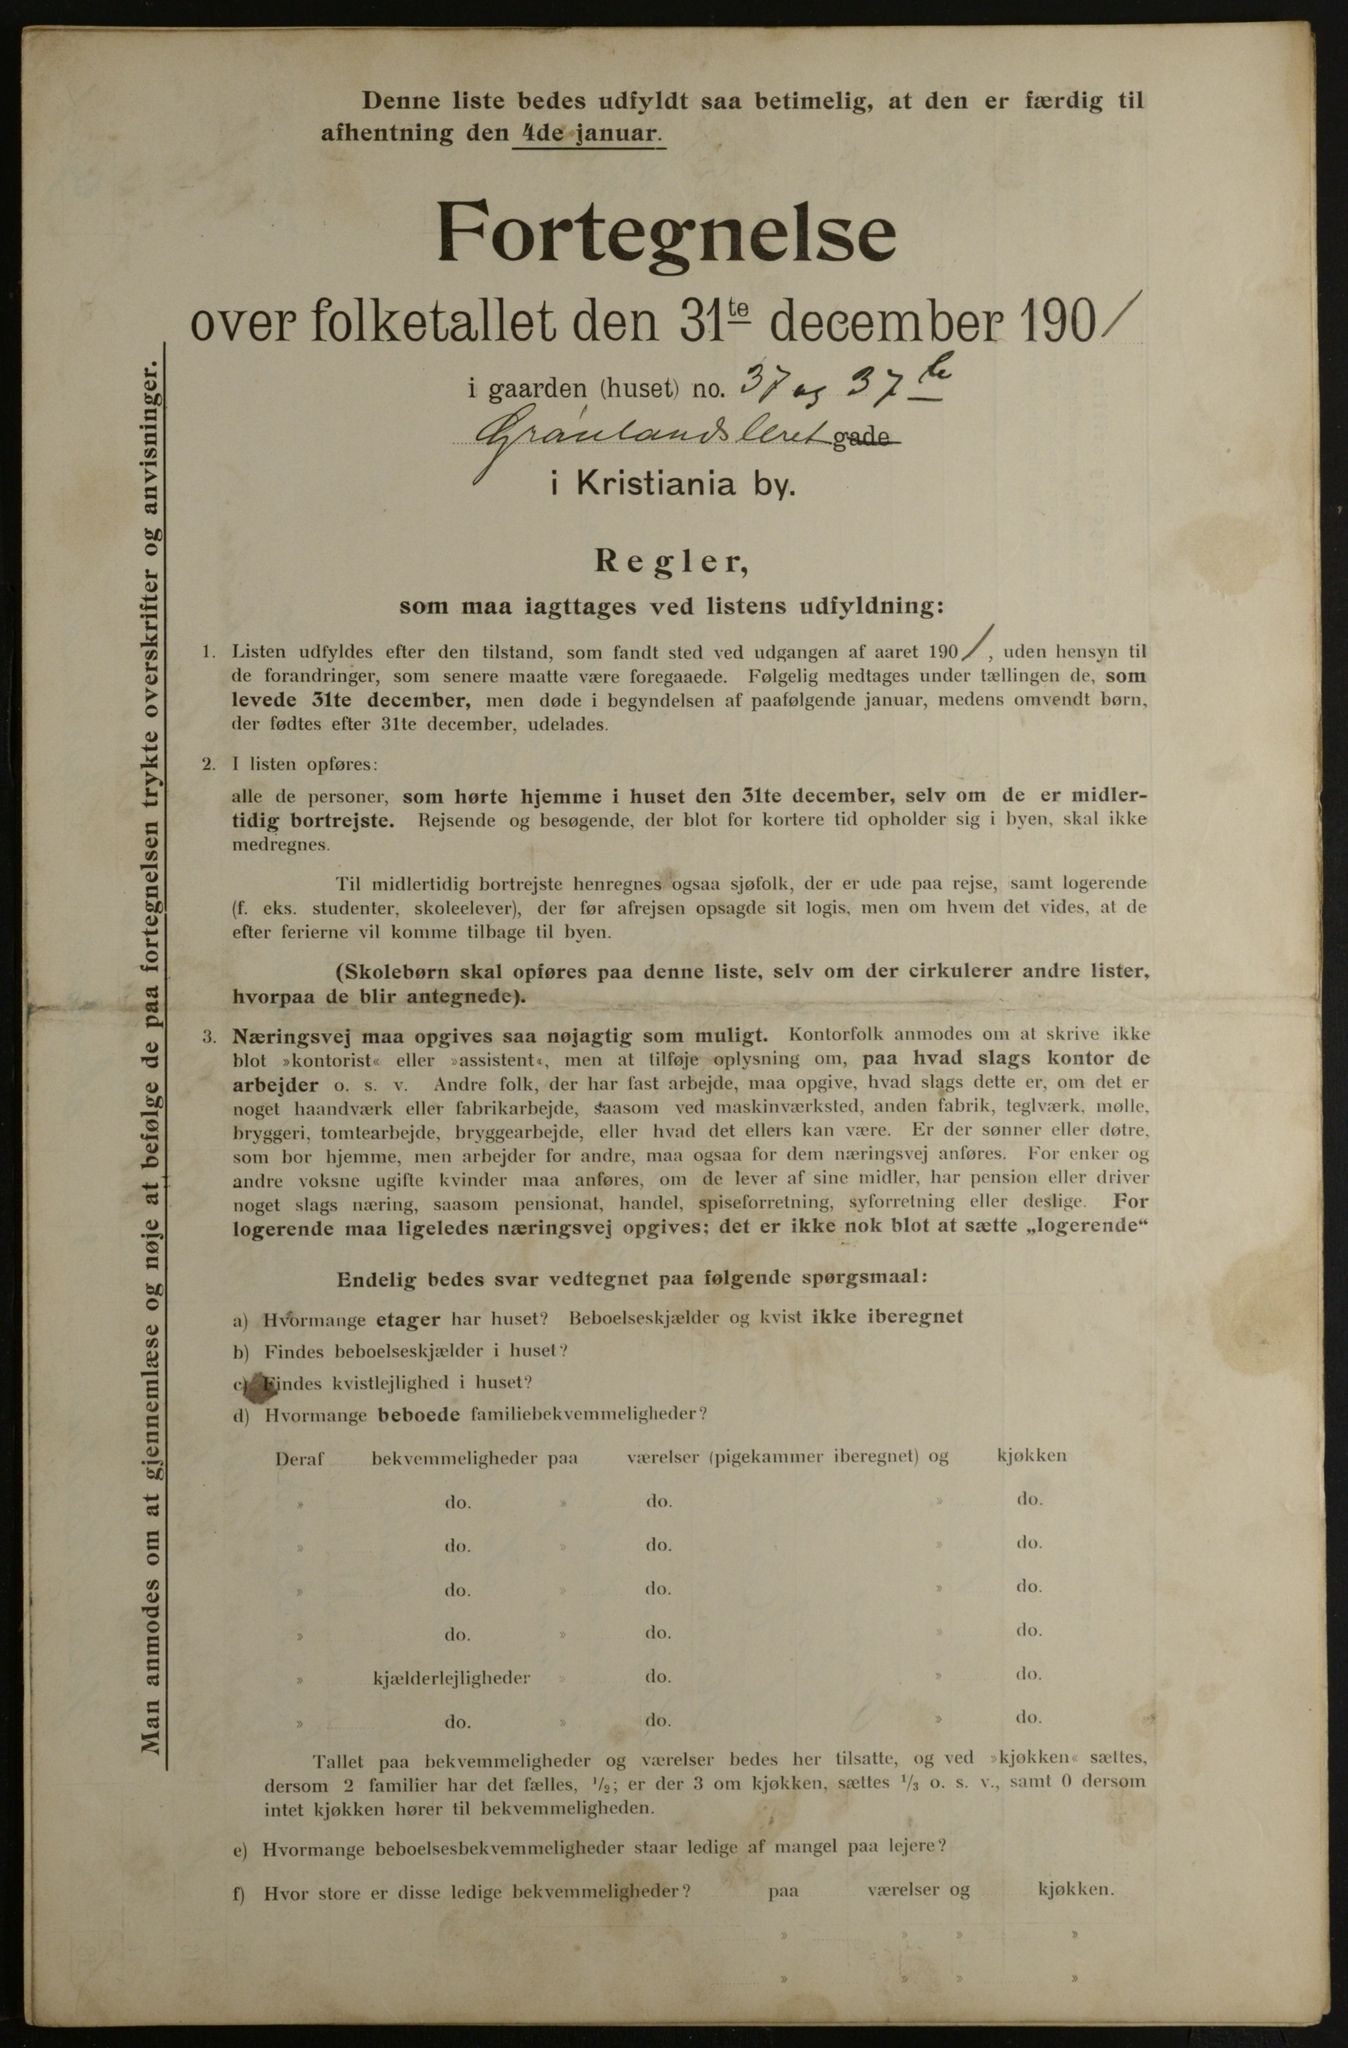 Denne liste bedes udfyldt saa betimelig, at den er færdig til
afhentning den 4de januar.
Fortegnelse
over folketallet den 31te december 1901
i gaarden (huset) no. 37 og 37b
Grønlandsleret gade
i Kristiania by.
Regler,
som maa iagttages ved listens udfyldning:
1. Listen udfyldes efter den tilstand, som fandt sted ved udgangen af aaret 1901, uden hensyn til
de forandringer, som senere maatte være foregaaede. Følgelig medtages under tællingen de, som
levede 31te december, men døde i begyndelsen af paafølgende januar, medens omvendt børn,
der fødtes efter 31te december, udelades.
2. I listen opføres:
alle de personer, som hørte hjemme i huset den 31te december, selv om de er midler-
tidig bortrejste. Rejsende og besøgende, der blot for kortere tid opholder sig i byen, skal ikke
medregnes.
Til midlertidig bortrejste henregnes ogsaa sjøfolk, der er ude paa rejse, samt logerende
(f. eks. studenter, skoleelever), der før afrejsen opsagde sit logis, men om hvem det vides, at de
efter ferierne vil komme tilbage til byen.
(Skolebørn skal opføres paa denne liste, selv om der cirkulerer andre lister,
hvorpaa de blir antegnede).
3. Næringsvej maa opgives saa nøjagtig som muligt. Kontorfolk anmodes om at skrive ikke
blot »kontorist« eller »assistent«, men at tilføje oplysning om, paa hvad slags kontor de
arbejder o. s. v. Andre folk, der har fast arbejde, maa opgive, hvad slags dette er, om det er
noget haandværk eller fabrikarbejde, saasom ved maskinværksted, anden fabrik, teglværk, mølle,
bryggeri, tomtearbejde, bryggearbejde, eller hvad det ellers kan være. Er der sønner eller døtre,
som bor hjemme, men arbejder for andre, maa ogsaa for dem næringsvej anføres. For enker og
andre voksne ugifte kvinder maa anføres, om de lever af sine midler, har pension eller driver
noget slags næring, saasom pensionat, handel, spiseforretning, syforretning eller deslige. For
logerende maa ligeledes næringsvej opgives; det er ikke nok blot at sætte „logerende“
Endelig bedes svar vedtegnet paa følgende spørgsmaal:
a) Hvormange etager har huset? Beboelseskjælder og kvist ikke iberegnet
b) Findes beboelseskjælder i huset?
c) Findes kvistlejlighed i huset?
d) Hvormange beboede familiebekvemmeligheder?
Deraf bekvemmeligheder paa værelser (pigekammer iberegnet) og kjøkken
» do. » do. » do.
» do. » do. » do.
» do. » do. » do.
» do. » do. » do.
» kjælderlejligheder » do. » do.
» do. » do. » do.
Tallet paa bekvemmeligheder og værelser bedes her tilsatte, og ved »kjøkken« sættes,
dersom 2 familier har det fælles, 1/2; er der 3 om kjøkken, sættes 1/3 o. s. v., samt 0 dersom
intet kjøkken hører til bekvemmeligheden.
e) Hvormange beboelsesbekvemmeligheder staar ledige af mangel paa lejere?
f) Hvor store er disse ledige bekvemmeligheder? paa værelser og kjøkken.
» » » »
» » » »
Man anmodes om at gjennemlæse og nøje at befølge de paa fortegnelsen trykte overskrifter og anvisninger.